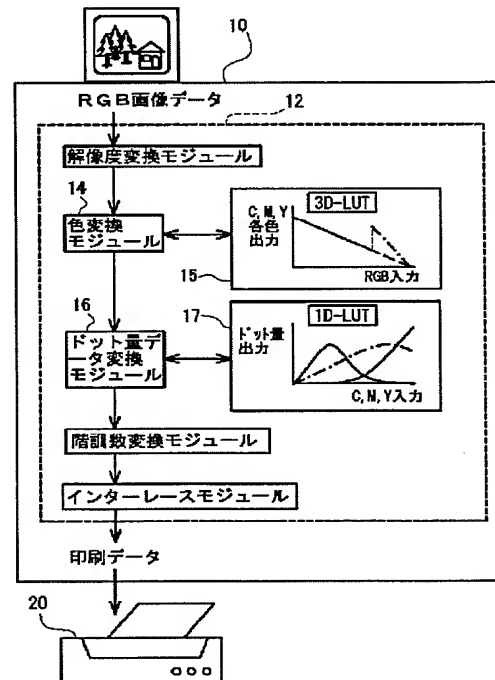 10
RGB画像データ
12
解像度変換モジュール
14
色変換
モジュール
C, M, Y
各色
出力
3D-LUT
15
RGB入力
16
ドット量デ
ータ変換
モジュール
17
ドット量
出力
1D-LUT
C, M, Y入力
階調数変換モジュール
インターレースモジュール
印刷データ
20